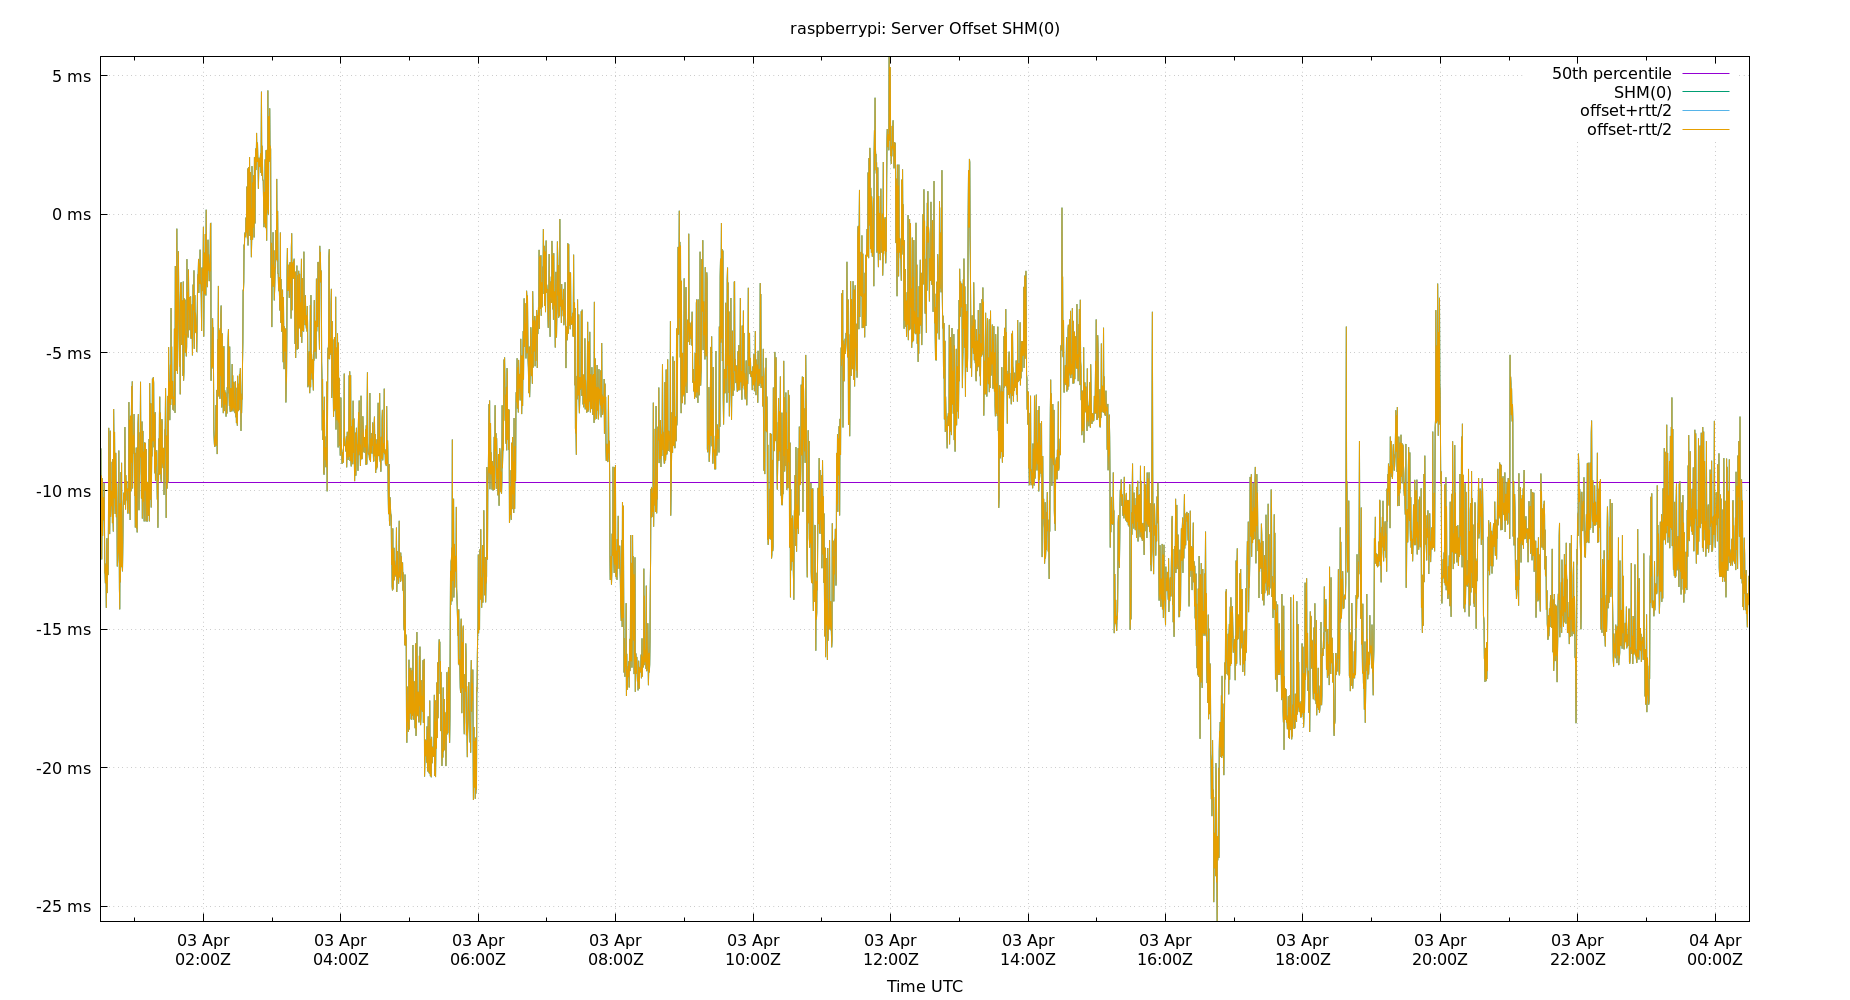 raspberrypi: Server Offset SHM(0)
50th percentile
SHM(0)
offset+rtt/2
offset-rtt/2
5 ms
0 ms
-5 ms
-10 ms
-15 ms
-20 ms
-25 ms
03 Apr 03 Apr 03 Apr 03 Apr 03 Apr 03 Apr 03 Apr 03 Apr 03 Apr 03 Apr 03 Apr 04 Apr
02:00Z 04:00Z 06:00Z 08:00Z 10:00Z 12:00Z 14:00Z 16:00Z 18:00Z 20:00Z 22:00Z 00:00Z
Time UTC